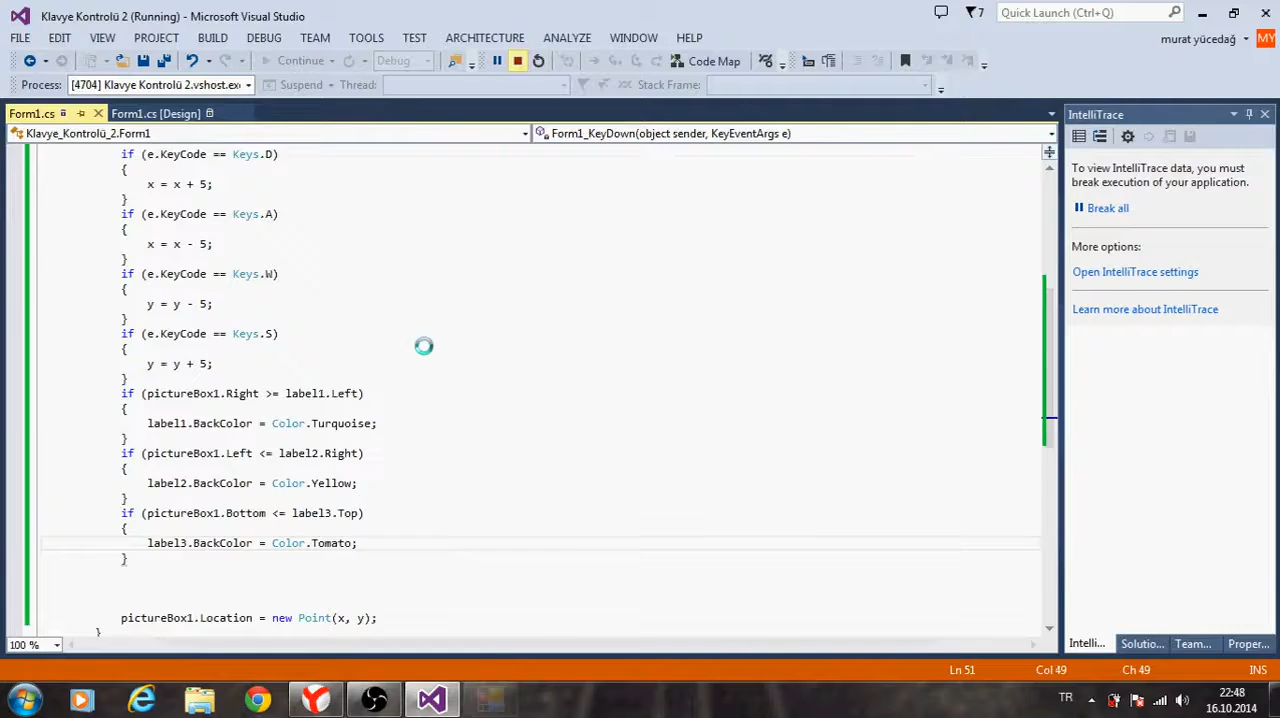 Klavye Kontrolü 2 (Running) - Microsoft Visual Studio
7
Quick Launch (Ctrl+Q)
FILE EDIT VIEW PROJECT BUILD DEBUG TEAM TOOLS TEST ARCHITECTURE ANALYZE WINDOW HELP
murat yücedağ
MY
Continue
Debug
Code Map
Process: [4704] Klavye Kontrolü 2.vshost.exe
Suspend
Thread:
Stack Frame:
Form1.cs
Form1.cs [Design]
Klavye_Kontrolü_2.Form1
Form1_KeyDown(object sender, KeyEventArgs e)
if (e.KeyCode == Keys.D)
{
x = x + 5;
}
if (e.KeyCode == Keys.A)
{
x = x - 5;
}
if (e.KeyCode == Keys.W)
{
y = y - 5;
}
if (e.KeyCode == Keys.S)
{
y = y + 5;
}
if (pictureBox1.Right >= label1.Left)
{
label1.BackColor = Color.Turquoise;
}
if (pictureBox1.Left <= label2.Right)
{
label2.BackColor = Color.Yellow;
}
if (pictureBox1.Bottom <= label3.Top)
{
label3.BackColor = Color.Tomato;
}
pictureBox1.Location = new Point(x, y);
}
100 %
IntelliTrace
To view IntelliTrace data, you must
break execution of your application.
Break all
More options:
Open IntelliTrace settings
Learn more about IntelliTrace
Intelli...
Solutio...
Team...
Proper...
Ln 51
Col 49
Ch 49
INS
TR
22:48
16.10.2014